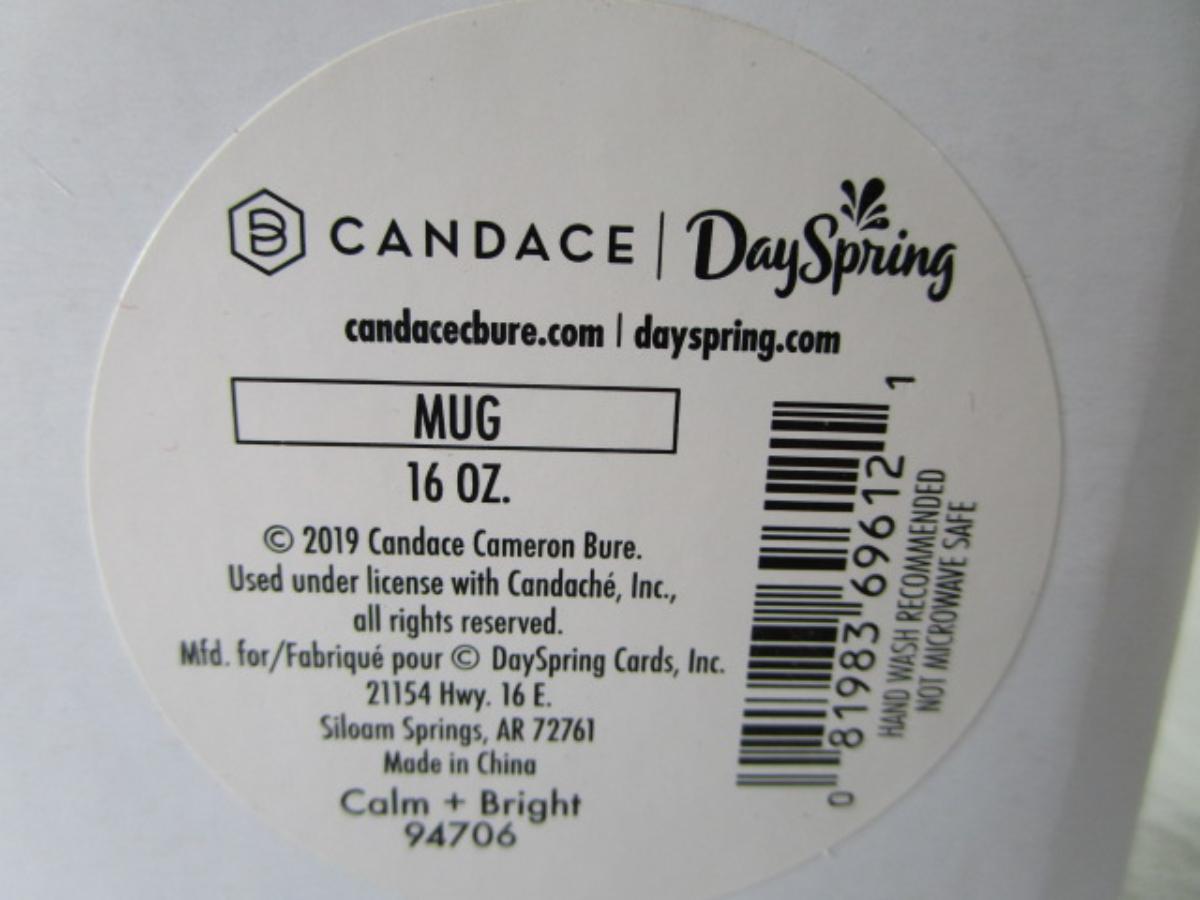 CANDACE | DaySpring
candacecbure.com | dayspring.com
MUG
16 OZ.
© 2019 Candace Cameron Bure.
Used under license with Candaché, Inc.,
all rights reserved.
Mfd. for/Fabriqué pour © DaySpring Cards, Inc.
21154 Hwy. 16 E.
Siloam Springs, AR 72761
Made in China
Calm + Bright
94706
0 81983 69612 1
HAND WASH RECOMMENDED
NOT MICROWAVE SAFE